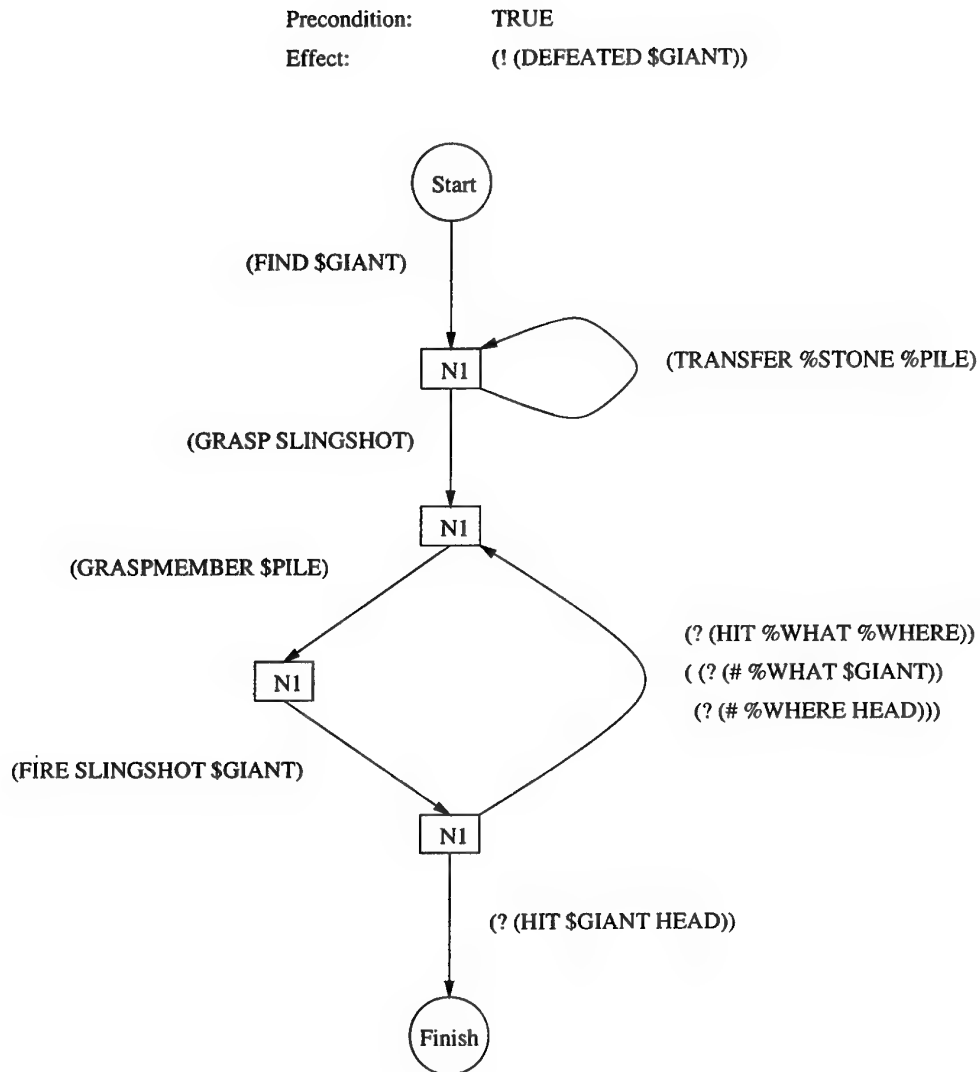 Precondition: TRUE
Effect: (! (DEFEATED $GIANT))
Start
(FIND $GIANT)
N1
(TRANSFER %STONE %PILE)
(GRASP SLINGSHOT)
N1
(GRASPMEMBER $PILE)
(? (HIT %WHAT %WHERE))
( (? (# %WHAT $GIANT))
(? (# %WHERE HEAD)))
N1
(FIRE SLINGSHOT $GIANT)
N1
(? (HIT $GIANT HEAD))
Finish